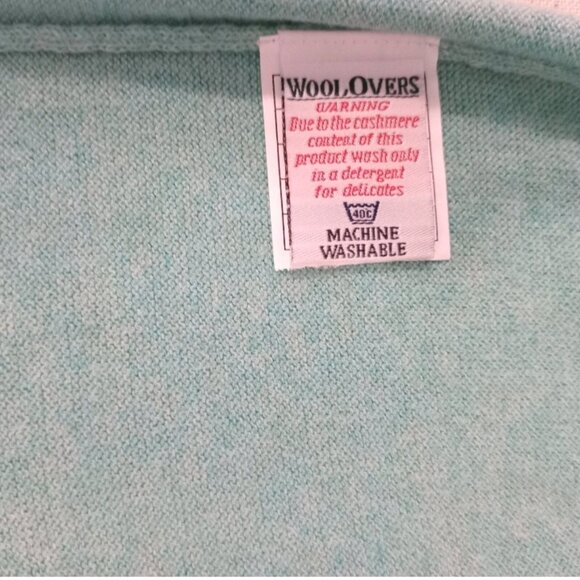 WOOLOVERS
WARNING
Due to the cashmere
content of this
product wash only
in a detergent
for delicates
40C
MACHINE
WASHABLE